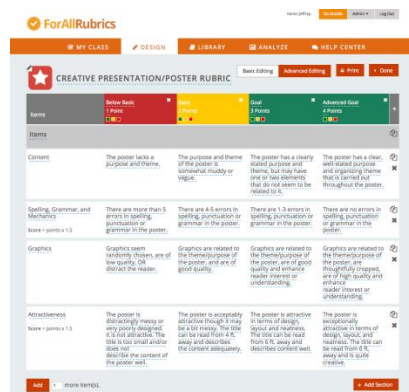 karen jeffrey
Admin
Log Out
ForAllRubrics
MY CLASS
DESIGN
LIBRARY
ANALYZE
HELP CENTER
CREATIVE PRESENTATION/POSTER RUBRIC
Basic Editing
Advanced Editing
Print
Done
Items
Below Basic
1 Point
Basic
2 Points
Goal
3 Points
Advanced Goal
4 Points
Items
Content
The poster lacks a
purpose and theme.
The purpose and theme
of the poster is
somewhat muddy or
vague.
The poster has a clearly
stated purpose and
theme, but may have
one or two elements
that do not seem to be
related to it.
The poster has a clear,
well-stated purpose
and organizing theme
that is carried out
throughout the poster.
Spelling, Grammar, and
Mechanics
Score = points x 1.5
There are more than 5
errors in spelling,
punctuation or
grammar in the poster.
There are 4-5 errors in
spelling, punctuation or
grammar in the poster.
There are 1-3 errors in
spelling, punctuation or
grammar in the poster.
There are no errors in
spelling, punctuation
or grammar in the
poster.
Graphics
Graphics seem
randomly chosen, are of
low quality, OR
distract the reader.
Graphics are related to
the theme/purpose of
the poster, and are of
good quality.
Graphics are related to
the theme/purpose of
the poster, are of good
quality and enhance
reader interest or
understanding.
Graphics are related to
the theme/purpose of
the poster, are
thoughtfully cropped,
are of high quality and
enhance
reader interest or
understanding.
Attractiveness
Score = points x 1.5
The poster is
distractingly messy or
very poorly designed.
It is not attractive. The
title is too small and/or
does not
describe the content of
the poster well.
The poster is acceptably
attractive though it may
be a bit messy. The title
can be read from 4 ft.
away and describes
the content adequately.
The poster is attractive
in terms of design,
layout and neatness.
The title can be read
from 6 ft. away and
describes content well.
The poster is
exceptionally
attractive in terms of
design, layout, and
neatness. The title can
be read from 6 ft.
away and is quite
creative.
Add
more item(s).
+ Add Section